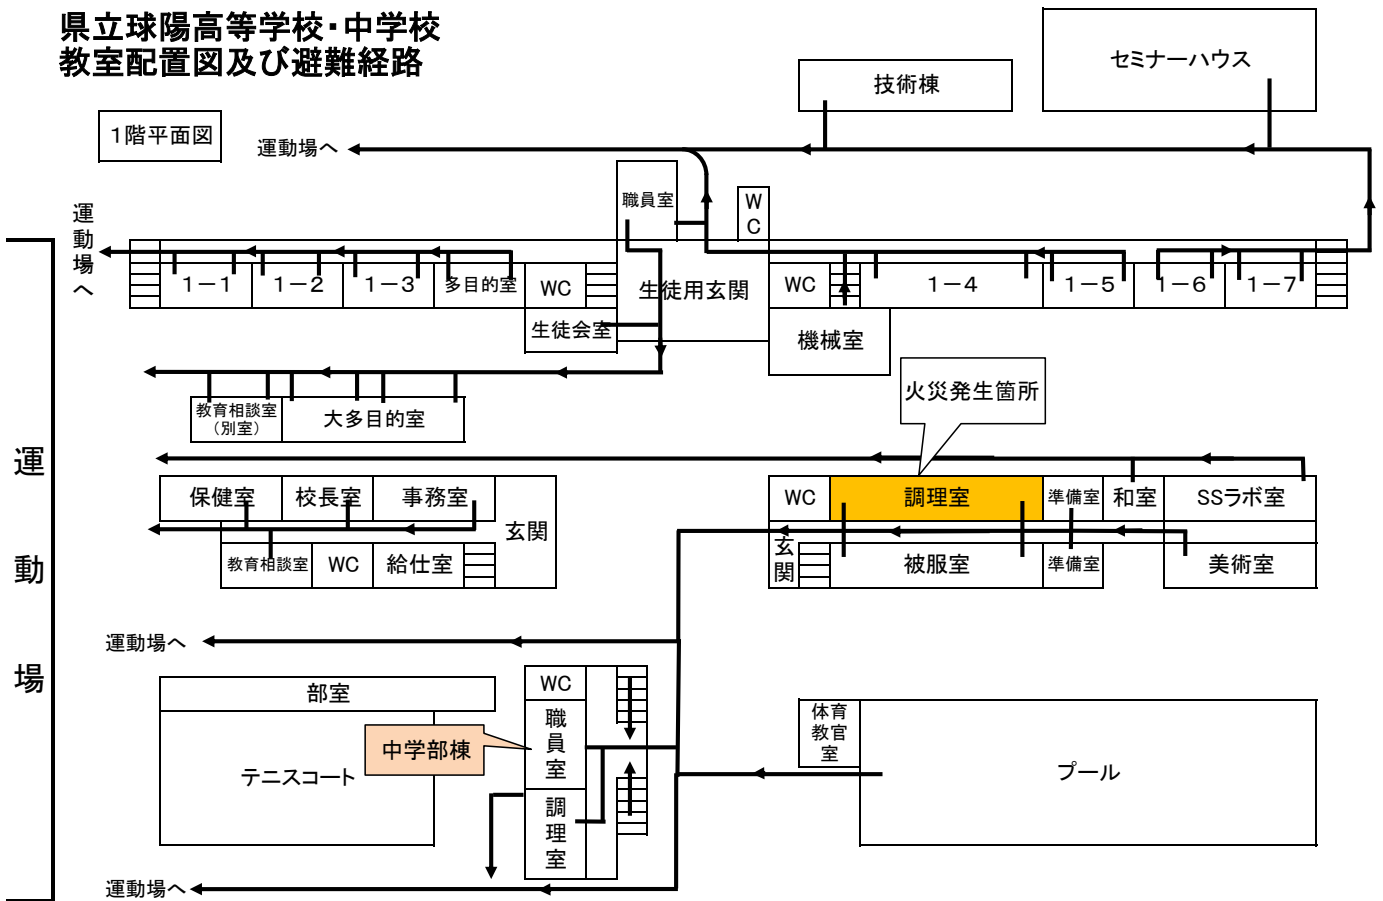 県立球陽高等学校・中学校
教室配置図及び避難経路
セミナーハウス
技術棟
1階平面図
運動場へ
職員室
WC
運動場へ
1－1
1－2
1－3
多目的室
WC
生徒用玄関
WC
1－4
1－5
1－6
1－7
生徒会室
機械室
火災発生箇所
教育相談室
（別室）
大多目的室
運動場
保健室
校長室
事務室
玄関
WC
調理室
準備室
和室
SSラボ室
教育相談室
WC
給仕室
玄関
被服室
準備室
美術室
運動場へ
部室
WC
職員室
中学部棟
テニスコート
体育
教官
室
プール
調理室
運動場へ